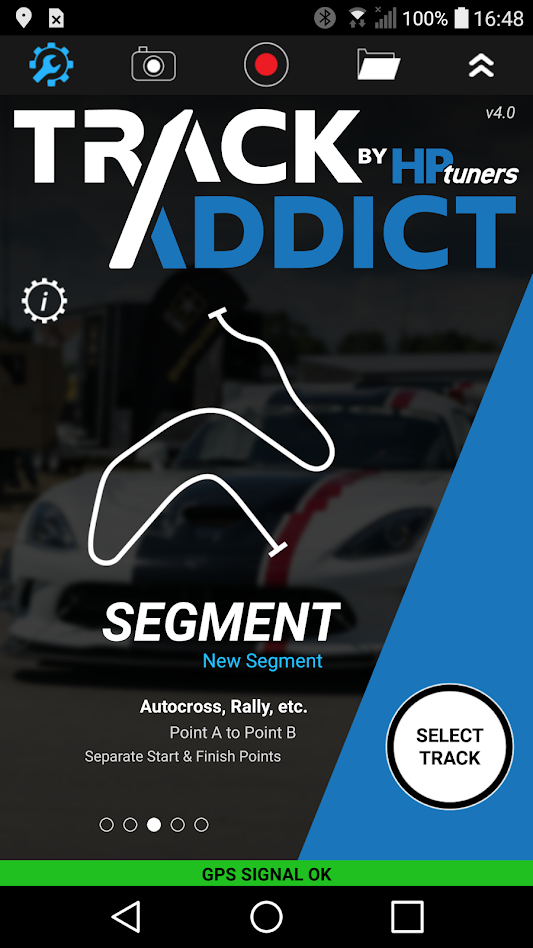 100% 16:48
v4.0
TRACK BY HP tuners
ADDICT
i
SEGMENT
New Segment
Autocross, Rally, etc.
Point A to Point B
Separate Start & Finish Points
SELECT
TRACK
GPS SIGNAL OK